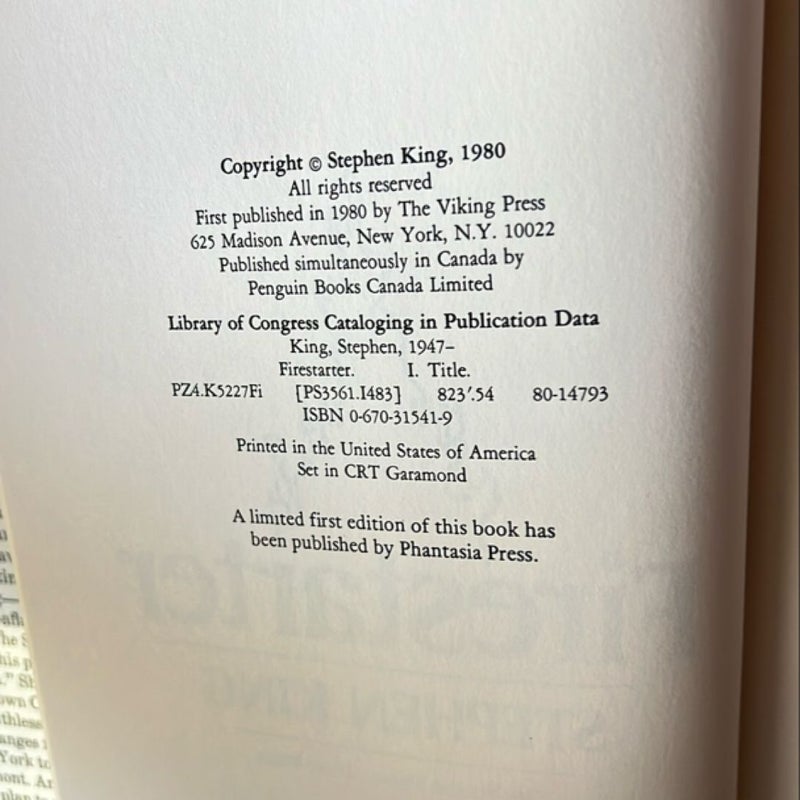 Copyright © Stephen King, 1980
All rights reserved
First published in 1980 by The Viking Press
625 Madison Avenue, New York, N.Y. 10022
Published simultaneously in Canada by
Penguin Books Canada Limited
Library of Congress Cataloging in Publication Data
King, Stephen, 1947–
Firestarter. I. Title.
PZ4.K5227Fi [PS3561.I483] 823'.54 80-14793
ISBN 0-670-31541-9
Printed in the United States of America
Set in CRT Garamond
A limited first edition of this book has
been published by Phantasia Press.
Firestarter
STEPHEN KING